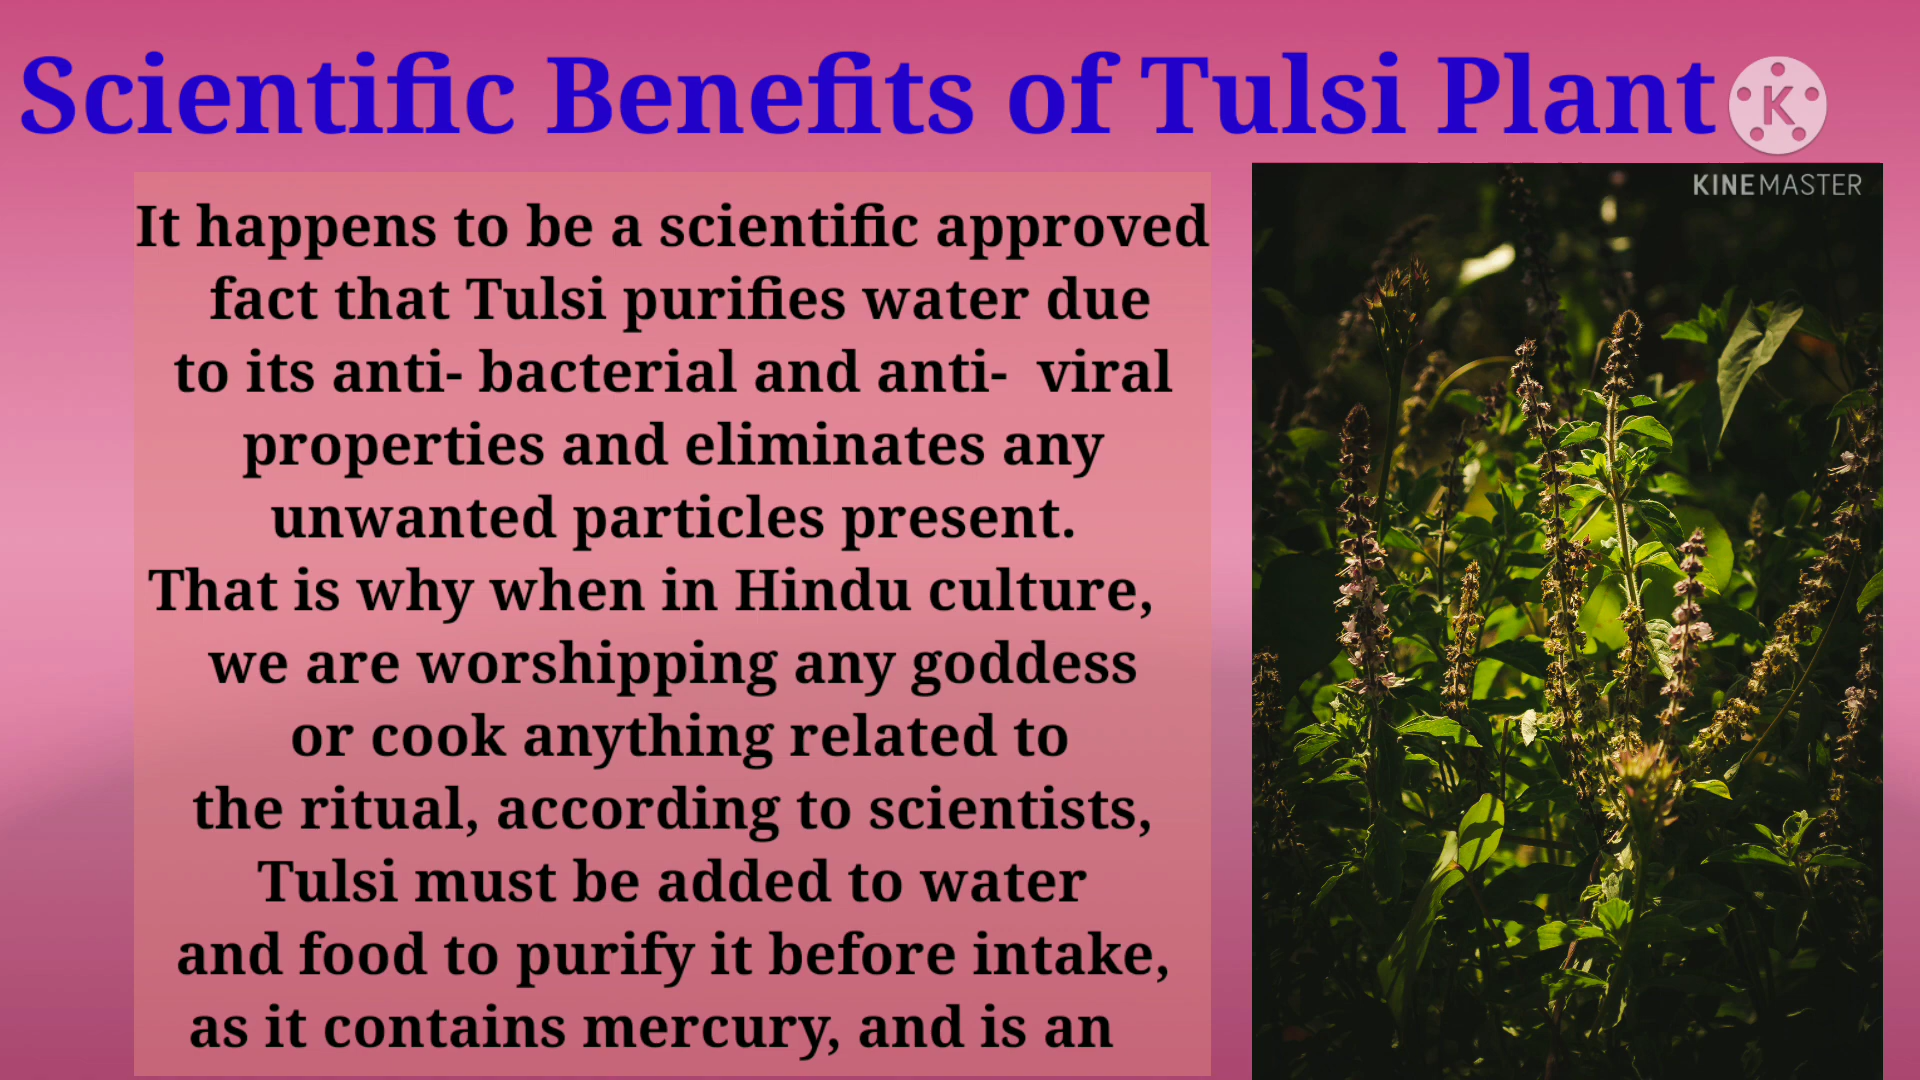 Scientific Benefits of Tulsi Plant
K
KINEMASTER
It happens to be a scientific approved
fact that Tulsi purifies water due
to its anti- bacterial and anti-  viral
properties and eliminates any
unwanted particles present.
That is why when in Hindu culture,
we are worshipping any goddess
or cook anything related to
the ritual, according to scientists,
Tulsi must be added to water
and food to purify it before intake,
as it contains mercury, and is an